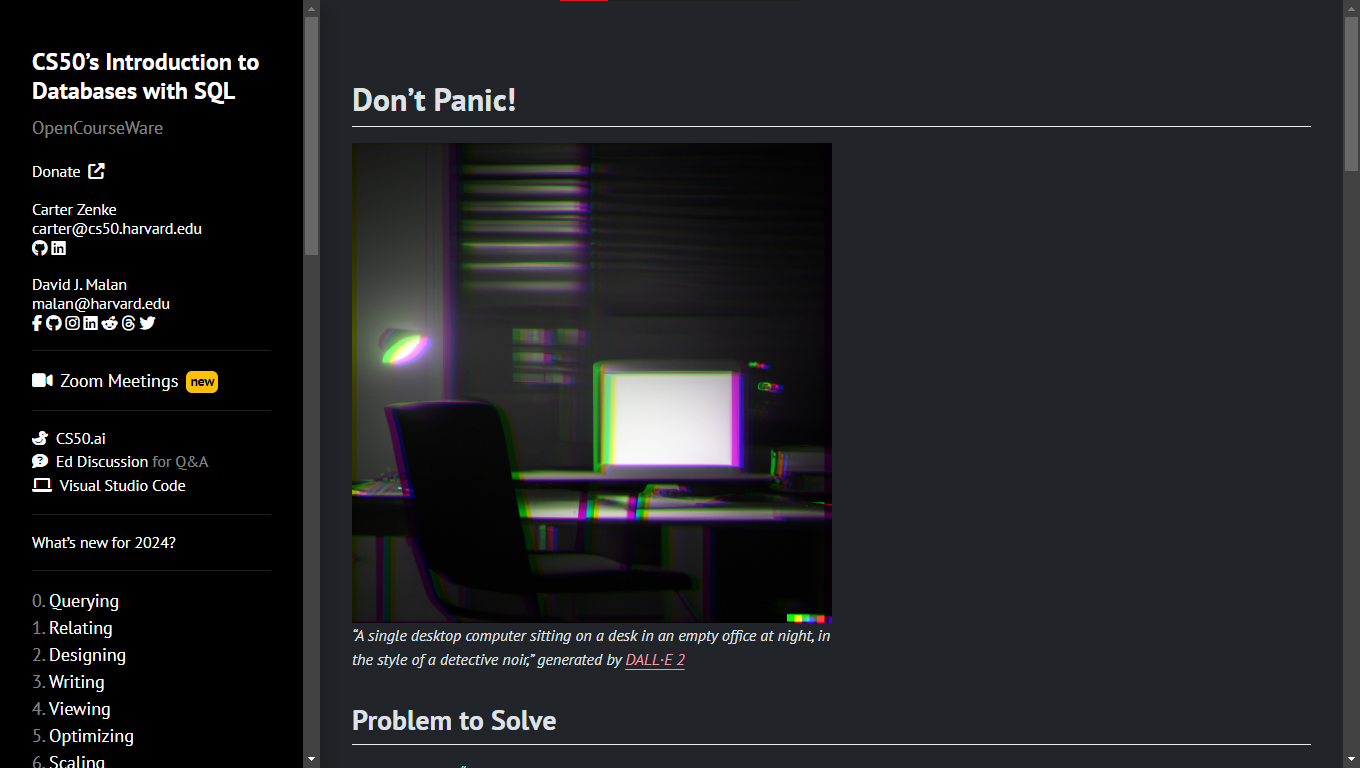 CS50’s Introduction to
Databases with SQL
OpenCourseWare
Donate
Carter Zenke
carter@cs50.harvard.edu
David J. Malan
malan@harvard.edu
Zoom Meetings new
CS50.ai
Ed Discussion for Q&A
Visual Studio Code
What’s new for 2024?
0. Querying
1. Relating
2. Designing
3. Writing
4. Viewing
5. Optimizing
6. Scaling
Don’t Panic!
“A single desktop computer sitting on a desk in an empty office at night, in
the style of a detective noir,” generated by DALL·E 2
Problem to Solve